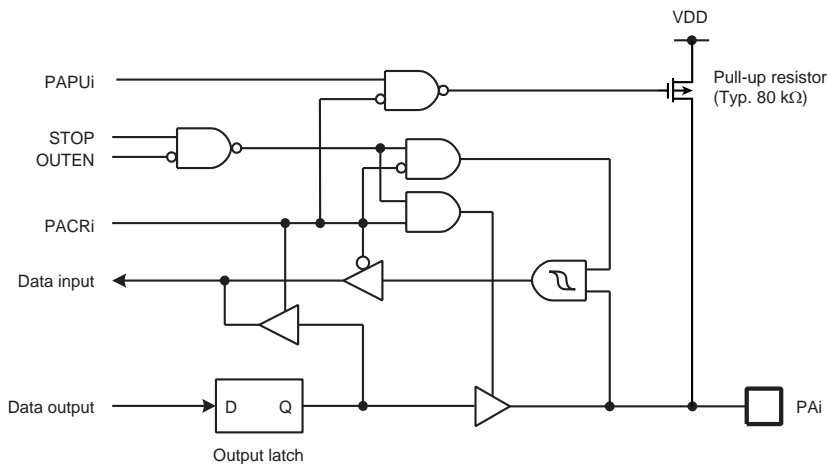 VDD
PAPUi
Pull-up resistor
(Typ. 80 kΩ)
STOP
OUTEN
PACRi
Data input
Data output
D
Q
PAi
Output latch